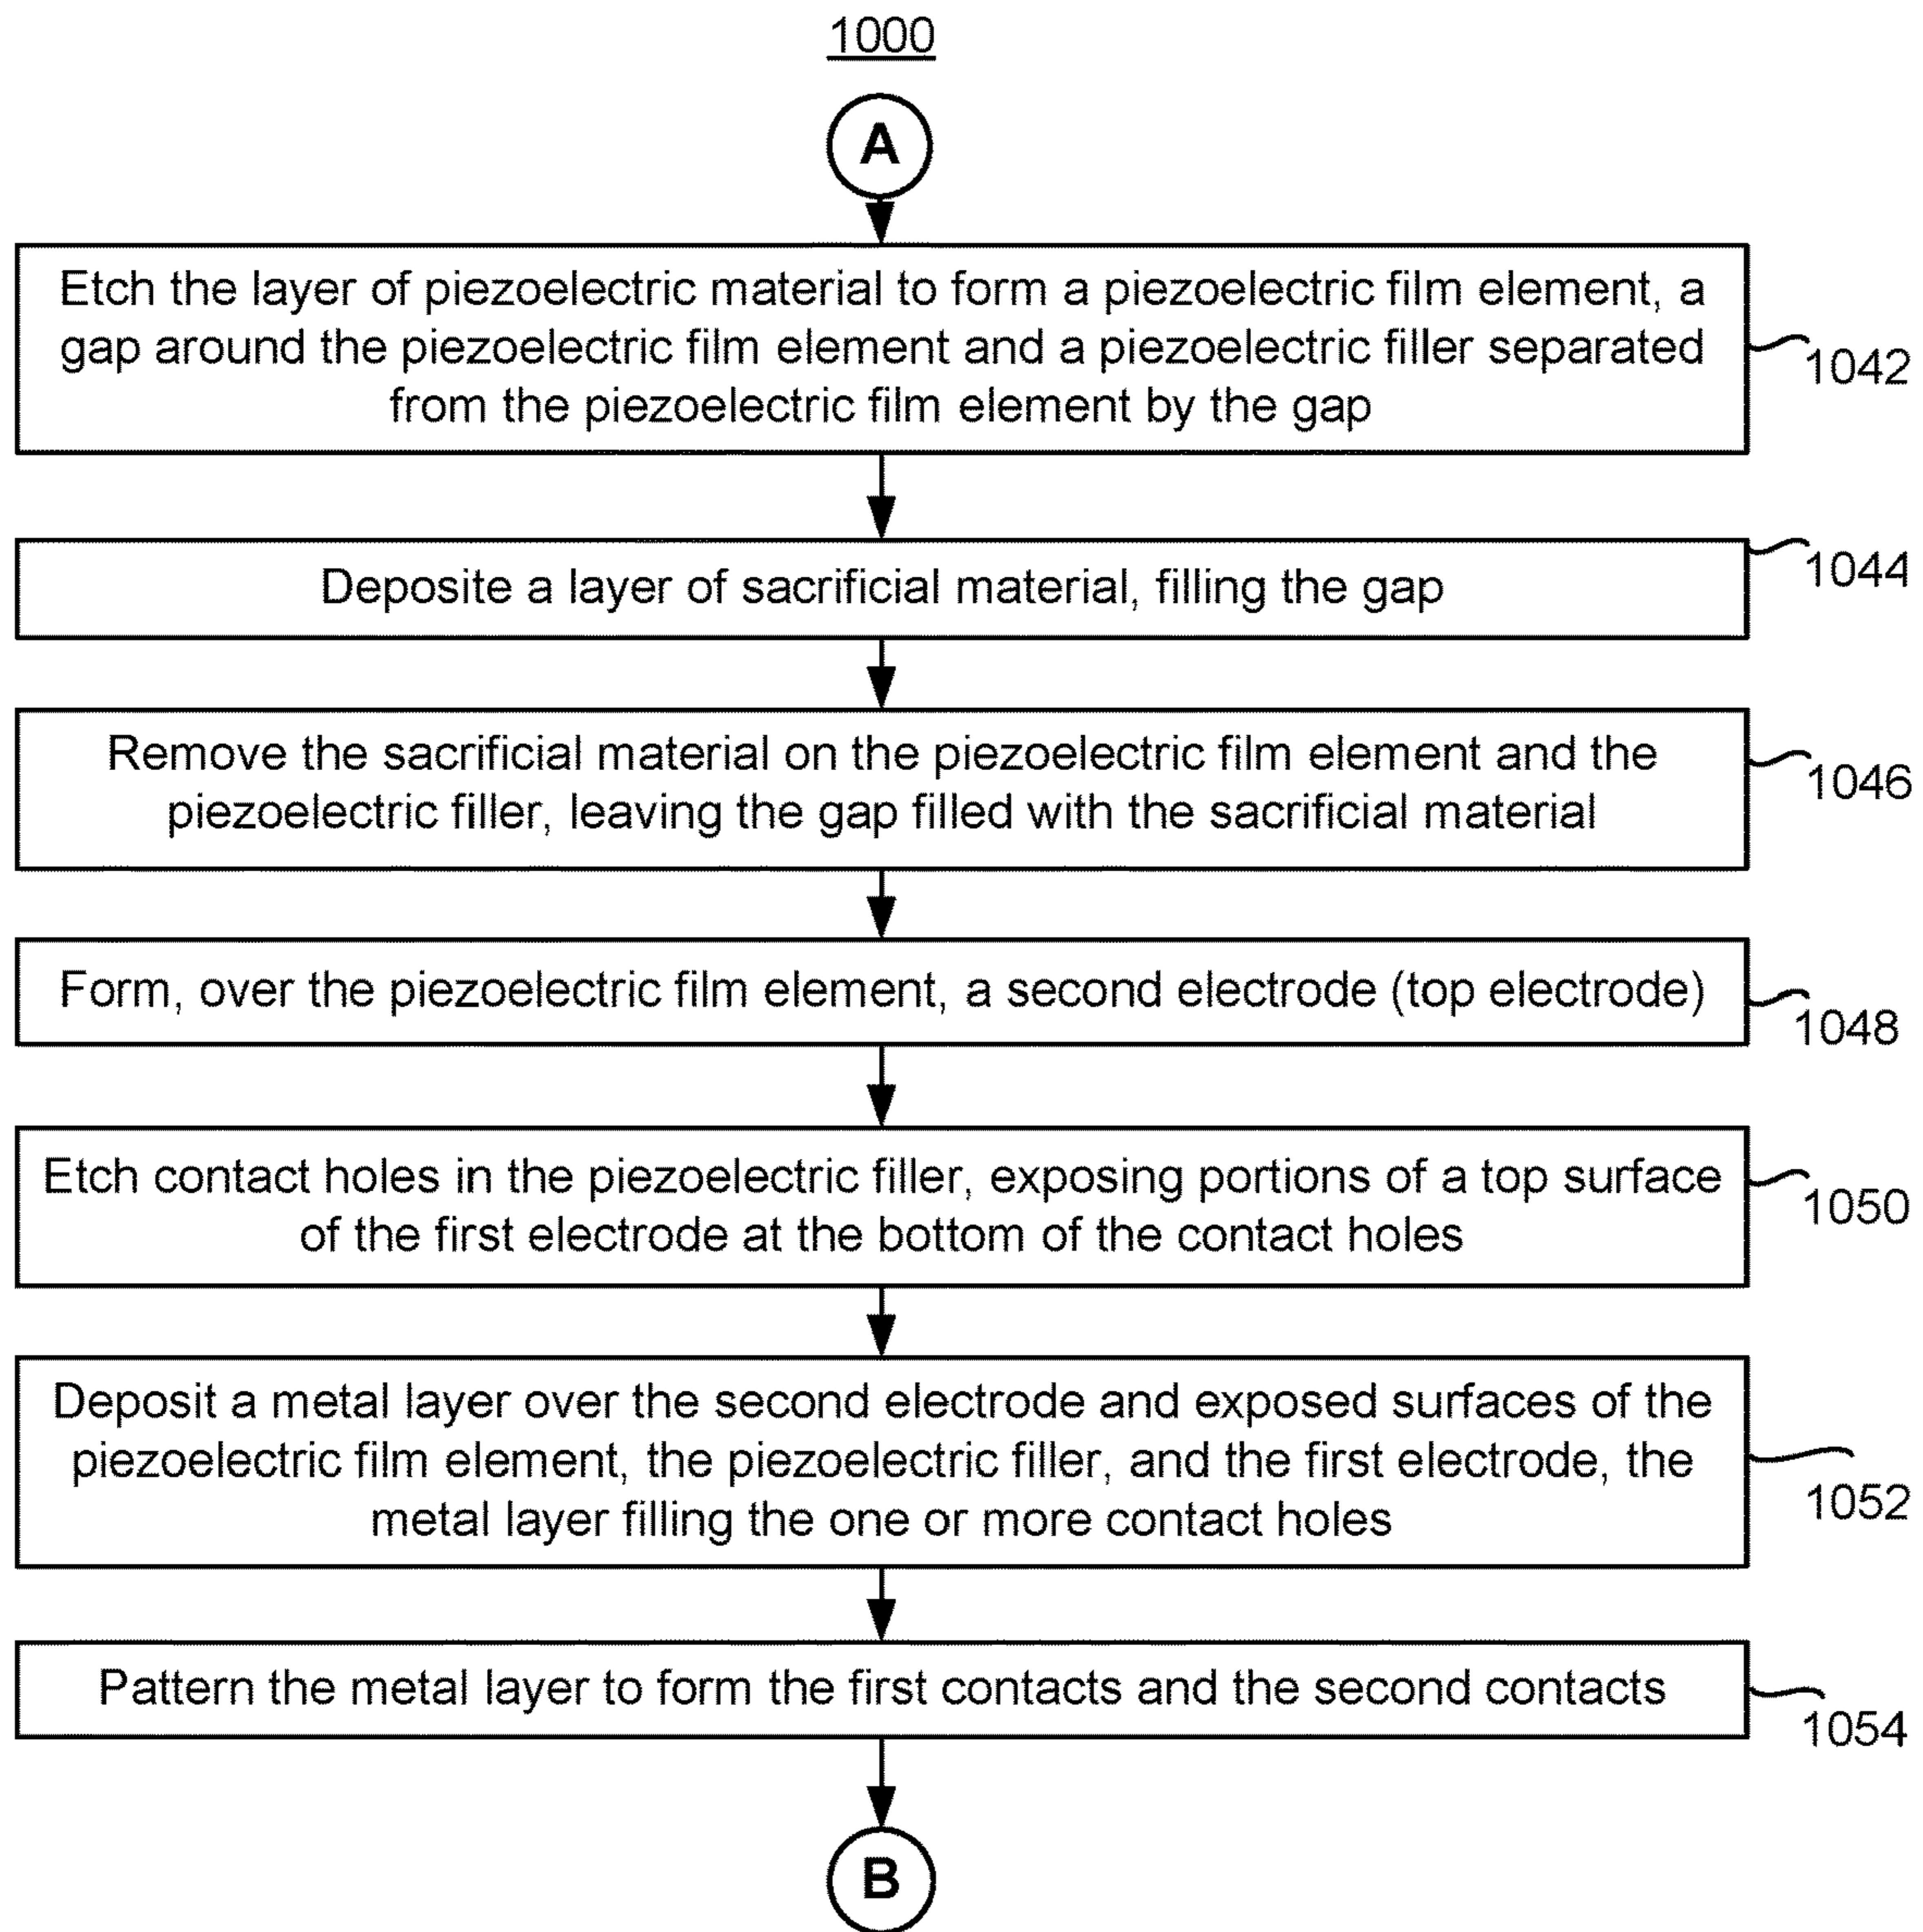 1000
A
Etch the layer of piezoelectric material to form a piezoelectric film element, a
gap around the piezoelectric film element and a piezoelectric filler separated
from the piezoelectric film element by the gap
1042
Deposite a layer of sacrificial material, filling the gap
1044
Remove the sacrificial material on the piezoelectric film element and the
piezoelectric filler, leaving the gap filled with the sacrificial material
1046
Form, over the piezoelectric film element, a second electrode (top electrode)
1048
Etch contact holes in the piezoelectric filler, exposing portions of a top surface
of the first electrode at the bottom of the contact holes
1050
Deposit a metal layer over the second electrode and exposed surfaces of the
piezoelectric film element, the piezoelectric filler, and the first electrode, the
metal layer filling the one or more contact holes
1052
Pattern the metal layer to form the first contacts and the second contacts
1054
B